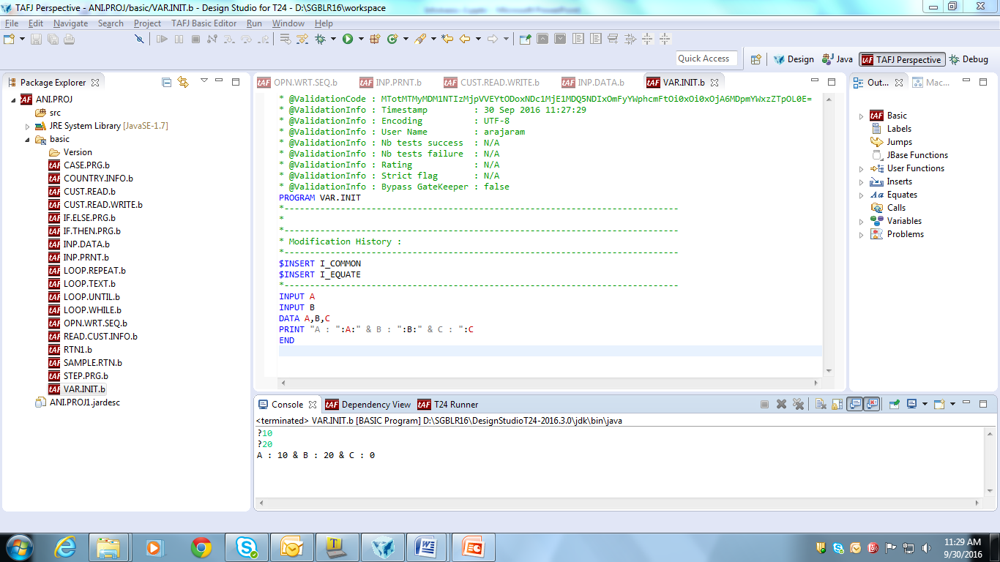 TAFJ Perspective - ANI.PROJ/basic/VAR.INIT.b - Design Studio for T24 - D:\SGBLR16\workspace
File Edit Navigate Search Project TAFJ Basic Editor Run Window Help
Quick Access
Design
Java
TAFJ Perspective
Debug
Package Explorer
ANI.PROJ
src
JRE System Library [JavaSE-1.7]
basic
Version
CASE.PRG.b
COUNTRY.INFO.b
CUST.READ.b
CUST.READ.WRITE.b
IF.ELSE.PRG.b
IF.THEN.PRG.b
INP.DATA.b
INP.PRNT.b
LOOP.REPEAT.b
LOOP.TEXT.b
LOOP.UNTIL.b
LOOP.WHILE.b
OPN.WRT.SEQ.b
READ.CUST.INFO.b
RTN1.b
SAMPLE.RTN.b
STEP.PRG.b
VAR.INIT.b
ANI.PROJ1.jardesc
OPN.WRT.SEQ.b INP.PRNT.b CUST.READ.WRITE.b INP.DATA.b VAR.INIT.b
* @ValidationCode : MTotMTMyMDM1NTIzMjpVVEYtODoxNDc1MjE1MDQ5NDIxOmFyYWphcmFtOi0xOi0xOjA6MDpmYWxzZTpOL0E=
* @ValidationInfo : Timestamp : 30 Sep 2016 11:27:29
* @ValidationInfo : Encoding : UTF-8
* @ValidationInfo : User Name : arajaram
* @ValidationInfo : Nb tests success : N/A
* @ValidationInfo : Nb tests failure : N/A
* @ValidationInfo : Rating : N/A
* @ValidationInfo : Strict flag : N/A
* @ValidationInfo : Bypass GateKeeper : false
PROGRAM VAR.INIT
*-----------------------------------------------------------------------------
*
*-----------------------------------------------------------------------------
* Modification History :
*-----------------------------------------------------------------------------
$INSERT I_COMMON
$INSERT I_EQUATE
*-----------------------------------------------------------------------------
INPUT A
INPUT B
DATA A,B,C
PRINT "A : ":A:" & B : ":B:" & C : ":C
END
Out... Mac...
Basic
Labels
Jumps
JBase Functions
User Functions
Inserts
Equates
Calls
Variables
Problems
Console Dependency View T24 Runner
<terminated> VAR.INIT.b [BASIC Program] D:\SGBLR16\DesignStudioT24-2016.3.0\jdk\bin\java
?10
?20
A : 10 & B : 20 & C : 0
11:29 AM
9/30/2016